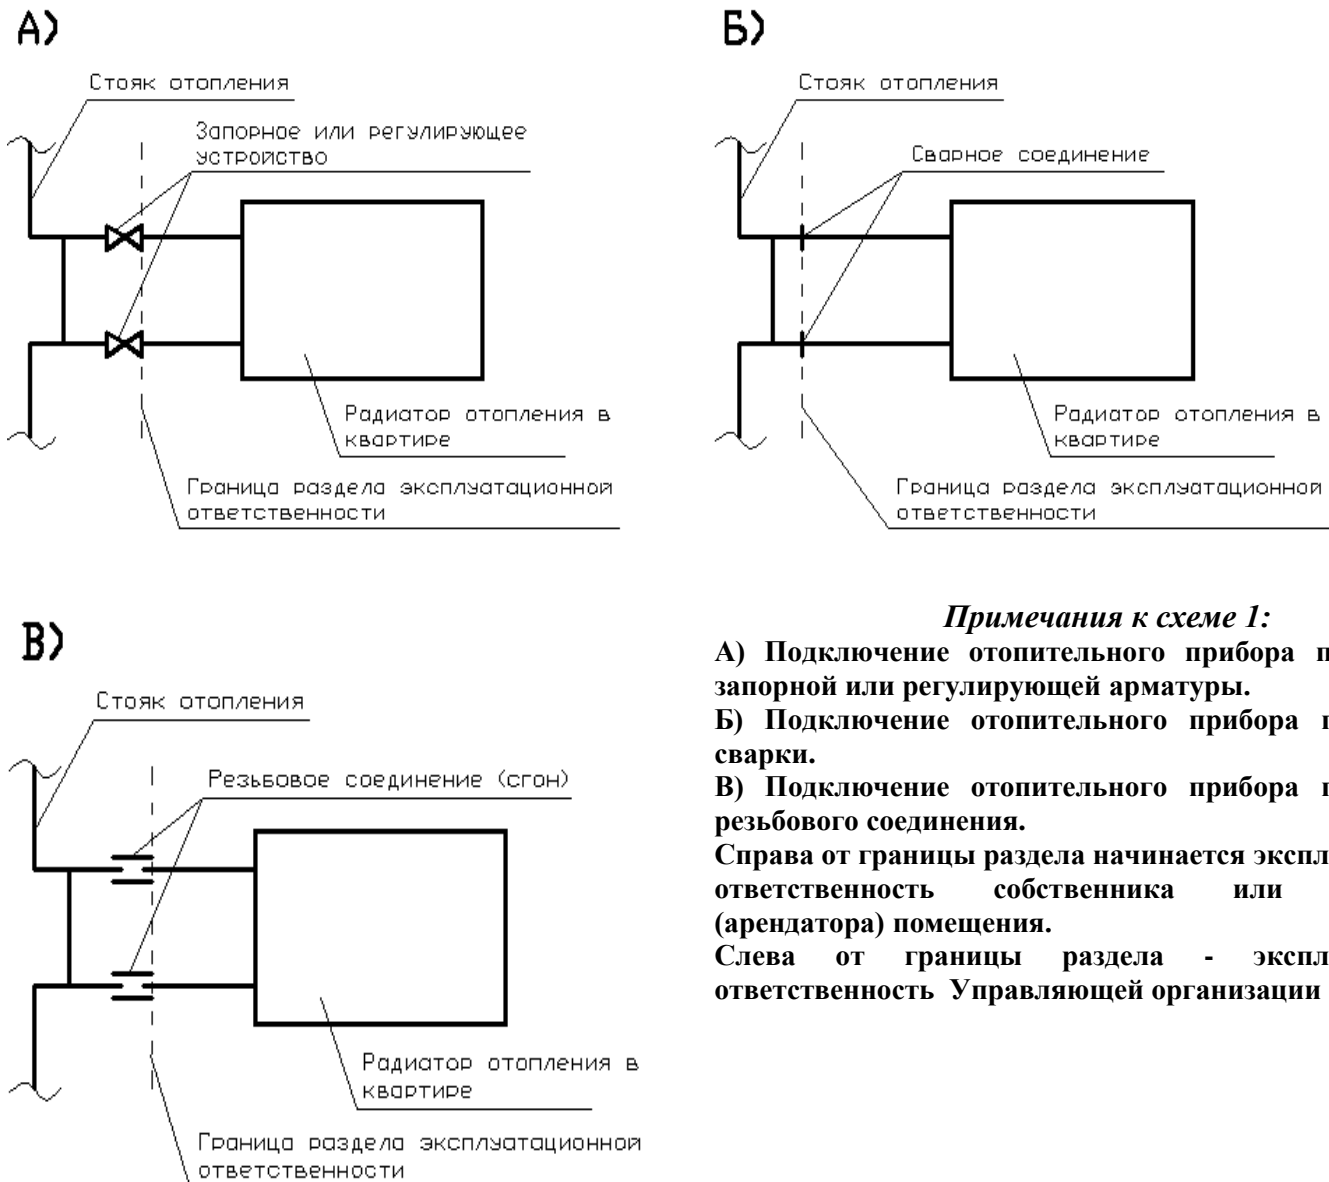 А)
Стояк отопления
Запорное или регулирующее
устройство
Радиатор отопления в
квартире
Граница раздела эксплуатационной
ответственности
Б)
Стояк отопления
Сварное соединение
Радиатор отопления в
квартире
Граница раздела эксплуатационной
ответственности
В)
Стояк отопления
Резьбовое соединение (сгон)
Радиатор отопления в
квартире
Граница раздела эксплуатационной
ответственности
Примечания к схеме 1:
А) Подключение отопительного прибора
запорной или регулирующей арматуры.
Б) Подключение отопительного прибора
сварки.
В) Подключение отопительного прибора
резьбового соединения.
Справа от границы раздела начинается
ответственность собственника или
(арендатора) помещения.
Слева от границы раздела -
ответственность Управляющей организации